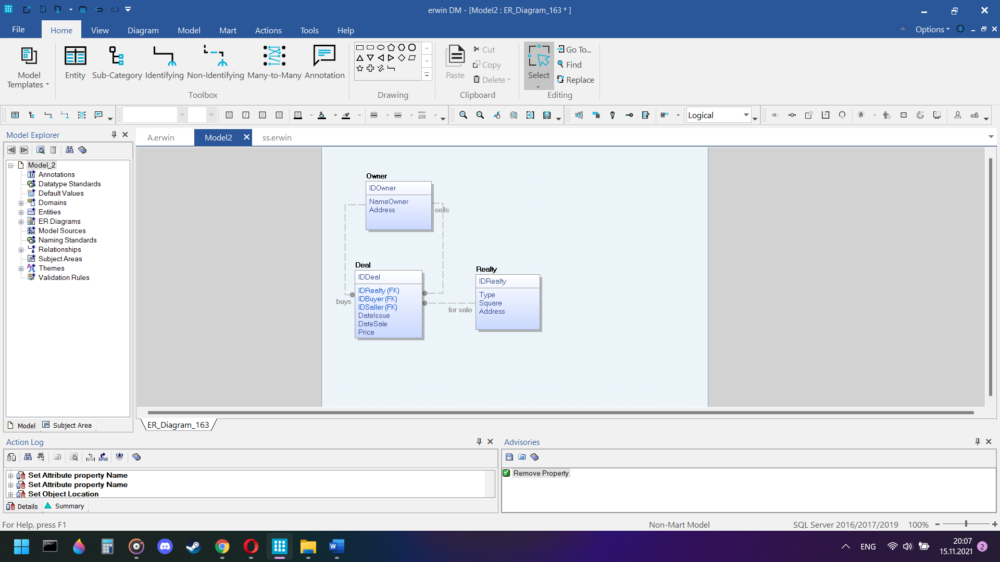 erwin DM - [Model2 : ER_Diagram_163 * ]
File
Home
View
Diagram
Model
Mart
Actions
Tools
Help
Options
Model Templates
Entity
Sub-Category
Identifying
Non-Identifying
Many-to-Many
Annotation
Toolbox
Drawing
Paste
Cut
Copy
Delete
Clipboard
Select
Go To...
Find
Replace
Editing
B
I
U
S
A
Logical
Model Explorer
A.erwin
Model2
ss.erwin
Model_2
Annotations
Datatype Standards
Default Values
Domains
Entities
ER Diagrams
Model Sources
Naming Standards
Relationships
Subject Areas
Themes
Validation Rules
Model
Subject Area
Owner
IDOwner
NameOwner
Address
sells
buys
Deal
IDDeal
IDRealty (FK)
IDBuyer (FK)
IDSaller (FK)
DateIssue
DateSale
Price
for sale
Realty
IDRealty
Type
Square
Address
ER_Diagram_163
Action Log
Set Attribute property Name
Set Attribute property Name
Set Object Location
Details
Summary
Advisories
Remove Property
For Help, press F1
Non-Mart Model
SQL Server 2016/2017/2019
100%
ENG
20:07
15.11.2021
2